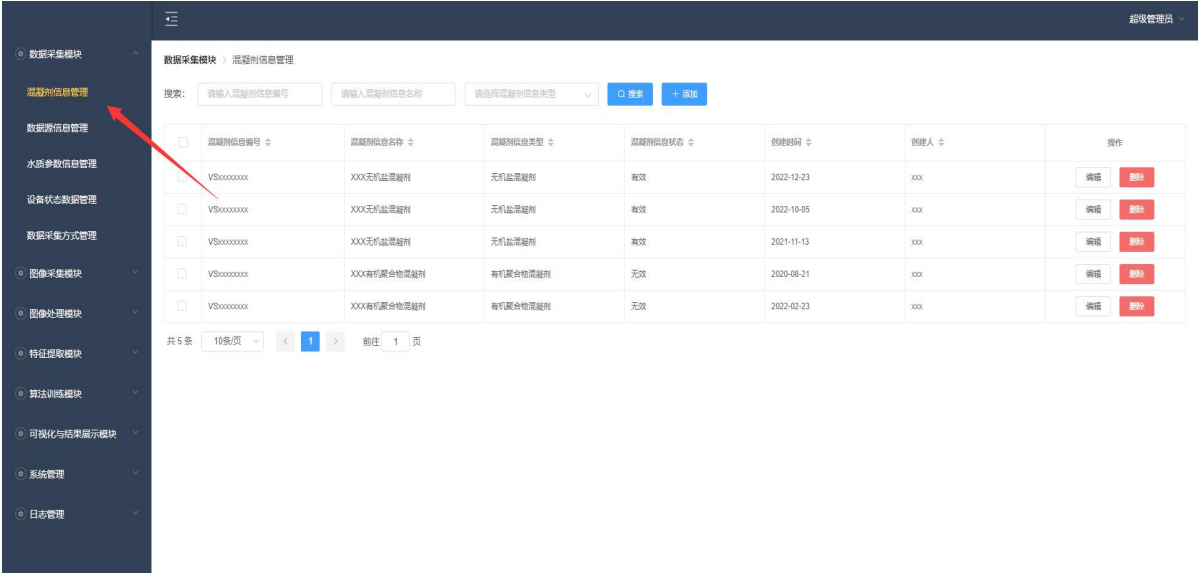 超级管理员
数据采集模块
混凝剂信息管理
数据源信息管理
水质参数信息管理
设备状态数据管理
数据采集方式管理
图像采集模块
图像处理模块
特征提取模块
算法训练模块
可视化与结果展示模块
系统管理
日志管理
数据采集模块 > 混凝剂信息管理
搜索: 请输入混凝剂信息编号 请输入混凝剂信息名称 请选择混凝剂信息类型 搜索 + 添加
混凝剂信息编号 混凝剂信息名称 混凝剂信息类型 混凝剂信息状态 创建时间 创建人 操作
VSxxxxxxxx XXX无机盐混凝剂 无机盐混凝剂 有效 2022-12-23 xxx 编辑 删除
VSxxxxxxxx XXX无机盐混凝剂 无机盐混凝剂 有效 2022-10-05 xxx 编辑 删除
VSxxxxxxxx XXX无机盐混凝剂 无机盐混凝剂 有效 2021-11-13 xxx 编辑 删除
VSxxxxxxxx XXX有机聚合物混凝剂 有机聚合物混凝剂 无效 2020-08-21 xxx 编辑 删除
VSxxxxxxxx XXX有机聚合物混凝剂 有机聚合物混凝剂 无效 2022-02-23 xxx 编辑 删除
共 5 条 10条/页 < 1 > 前往 1 页